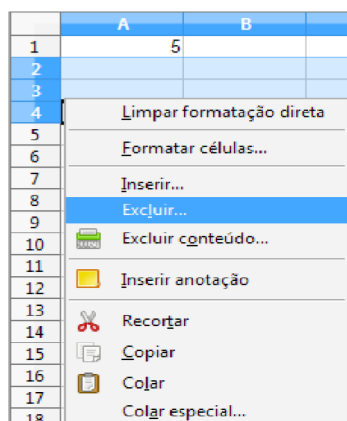 A B
1 5
2
3
4
Limpar formatação direta
5
Formatar células...
6
7
Inserir...
8
Excluir...
9
10
Excluir conteúdo...
11
Inserir anotação
12
13
Recortar
14
15
Copiar
16
Colar
17
Colar especial...
18